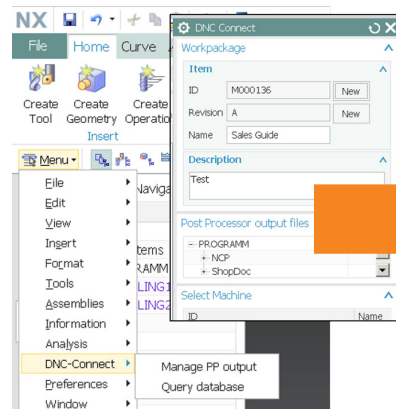 NX
File Home Curve
Create Tool
Create Geometry
Create
Insert
Menu
File
Edit
View
Insert
Format
Tools
Assemblies
Information
Analysis
DNC-Connect
Preferences
Window
Manage PP output
Query database
DNC Connect
Workpackage
Item
ID M000136 New
Revision A New
Name Sales Guide
Description
Test
Post Processor output files
PROGRAMM
NCP
ShopDoc
Select Machine
ID Name